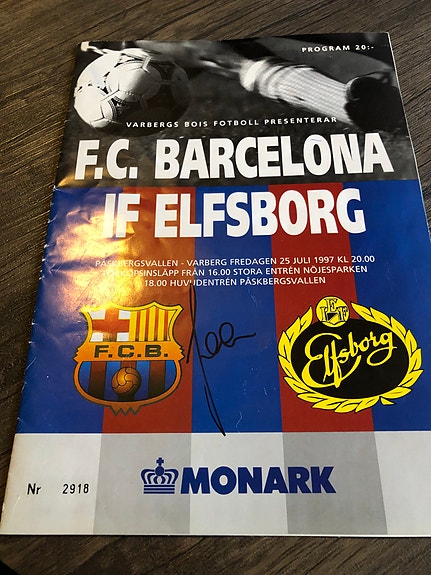 PROGRAM 20:-
VARBERGS BOIS FOTBOLL PRESENTERAR
F.C. BARCELONA
IF ELFSBORG
PÅSKBERGSVALLEN - VARBERG FREDAGEN 25 JULI 1997 KL 20.00
FÖRKÖPSINSLÄPP FRÅN 16.00 STORA ENTRÉN NÖJESPARKEN
18.00 HUVUDENTRÉN PÅSKBERGSVALLEN
F.C.B.
I E F
Elfsborg
MONARK
Nr 2918